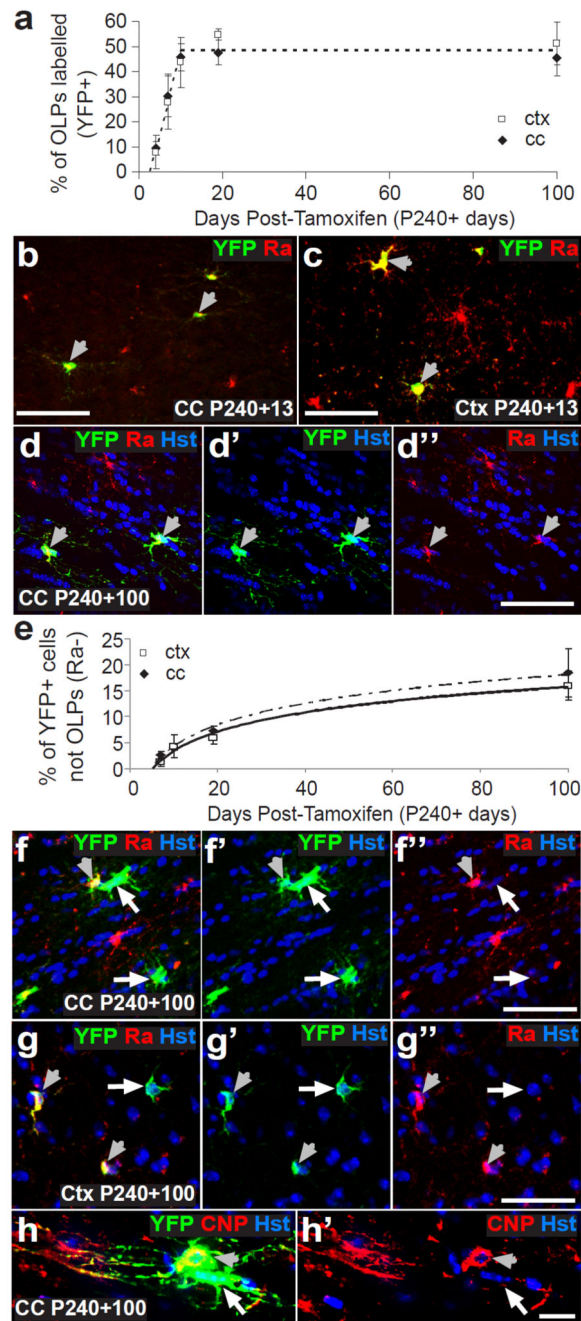 a
% of OLPs labelled
(YFP+)
60
50
40
30
20
10
0
ctx
cc
0 20 40 60 80 100
Days Post-Tamoxifen (P240+ days)
b YFP Ra
CC P240+13
c YFP Ra
Ctx P240+13
d YFP Ra Hst
CC P240+100
d' YFP Hst
d'' Ra Hst
e
% of YFP+ cells
not OLPs (Ra-)
25
20
15
10
5
0
ctx
cc
0 20 40 60 80 100
Days Post-Tamoxifen (P240+ days)
f YFP Ra Hst
CC P240+100
f' YFP Hst
f'' Ra Hst
g YFP Ra Hst
Ctx P240+100
g' YFP Hst
g'' Ra Hst
h YFP CNP Hst
CC P240+100
h' CNP Hst